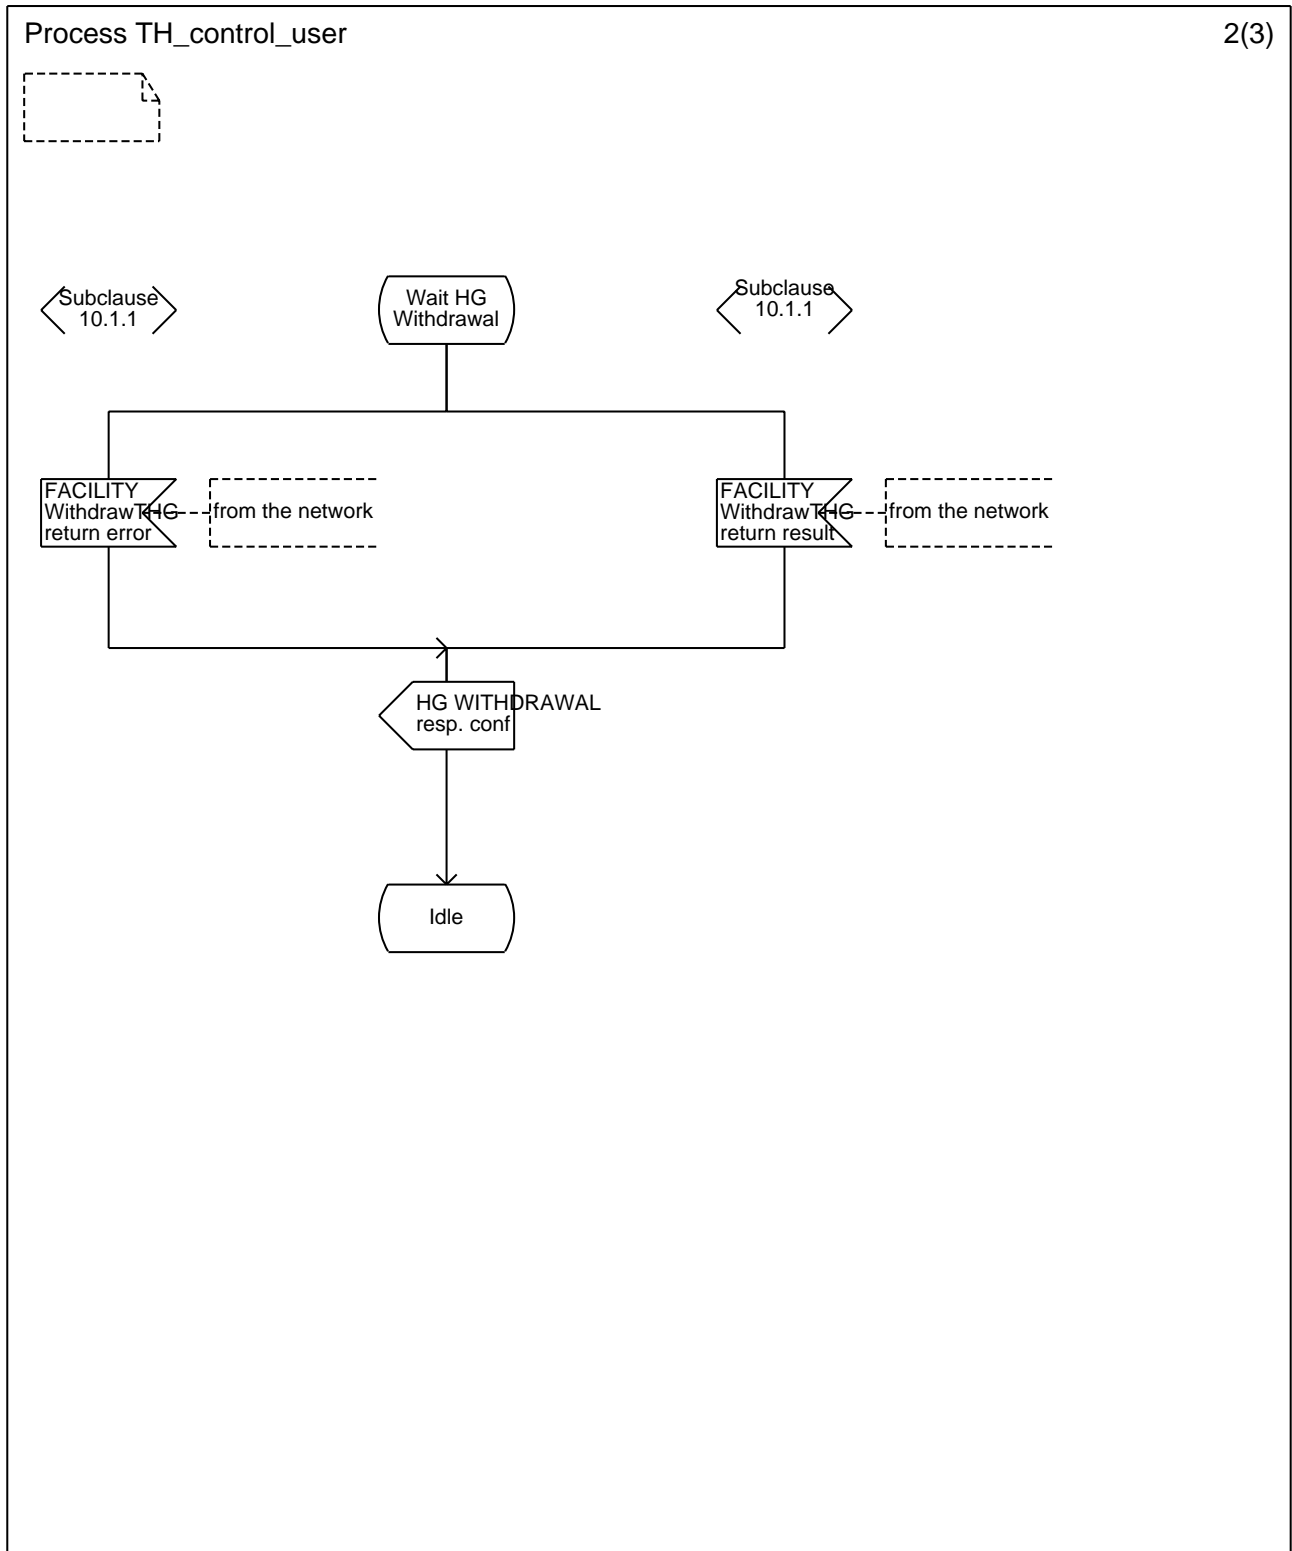 Process TH_control_user
2(3)
Subclause
10.1.1
Wait HG
Withdrawal
Subclause
10.1.1
FACILITY
WithdrawTHG
return error
from the network
FACILITY
WithdrawTHG
return result
from the network
HG WITHDRAWAL
resp. conf
Idle